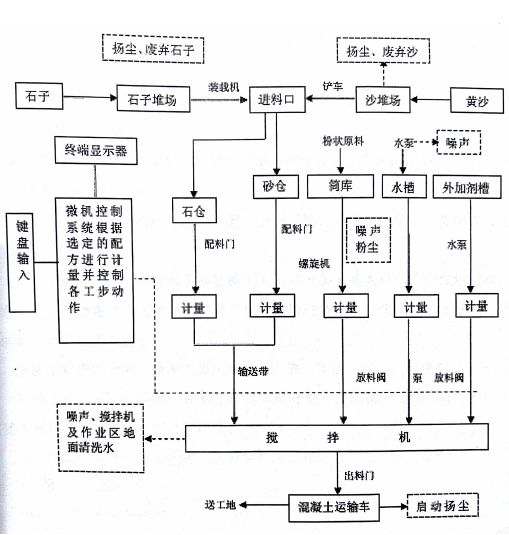 扬尘、废弃石子
扬尘、废弃沙
石子
石子堆场
装载机
进料口
铲车
沙堆场
黄沙
终端显示器
粉状原料
水泵
噪声
键盘输入
微机控制
系统根据
选定的配
方进行计
量并控制
各工步动
作
石仓
砂仓
筒库
水槽
外加剂槽
配料门
配料门
螺旋机
噪声
粉尘
水泵
计量
计量
计量
计量
计量
输送带
放料阀
泵
放料阀
噪声、搅拌机
及作业区地
面清洗水
搅拌机
出料门
送工地
混凝土运输车
启动扬尘